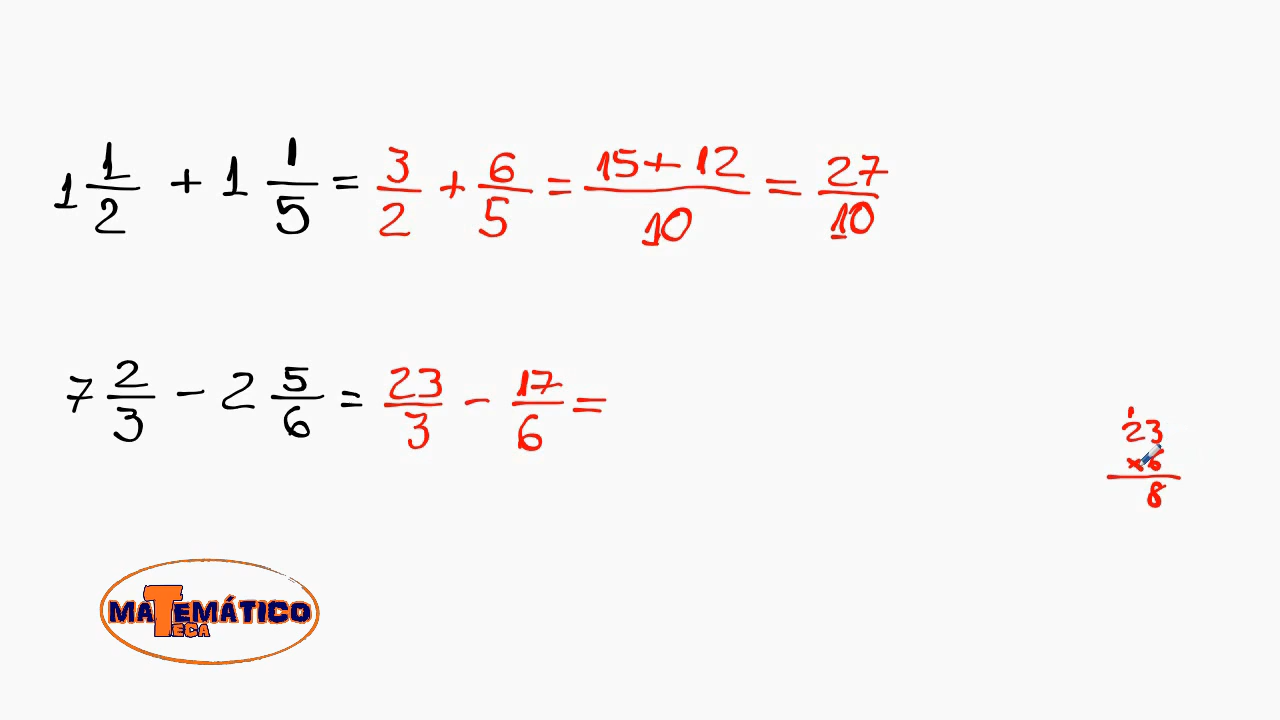 1 1/2 + 1 1/5 = 3/2 + 6/5 = 15+12/10 = 27/10
7 2/3 - 2 5/6 = 23/3 - 17/6 =
1
23
×6
8
MATEMÁTICO
TECA